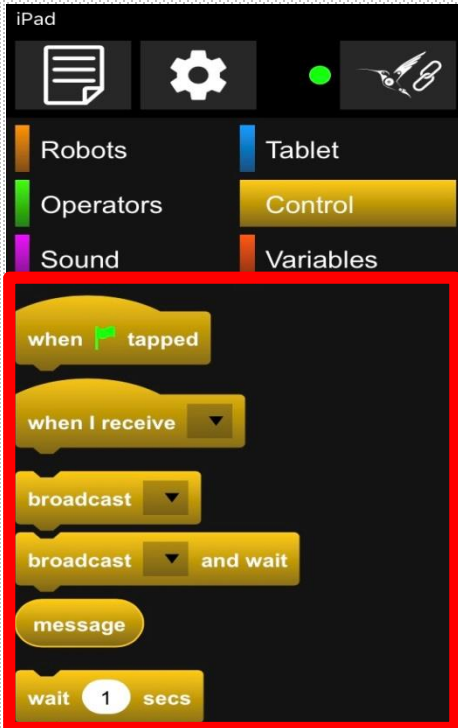 iPad
Robots Tablet
Operators Control
Sound Variables
when tapped
when I receive
broadcast
broadcast and wait
message
wait 1 secs